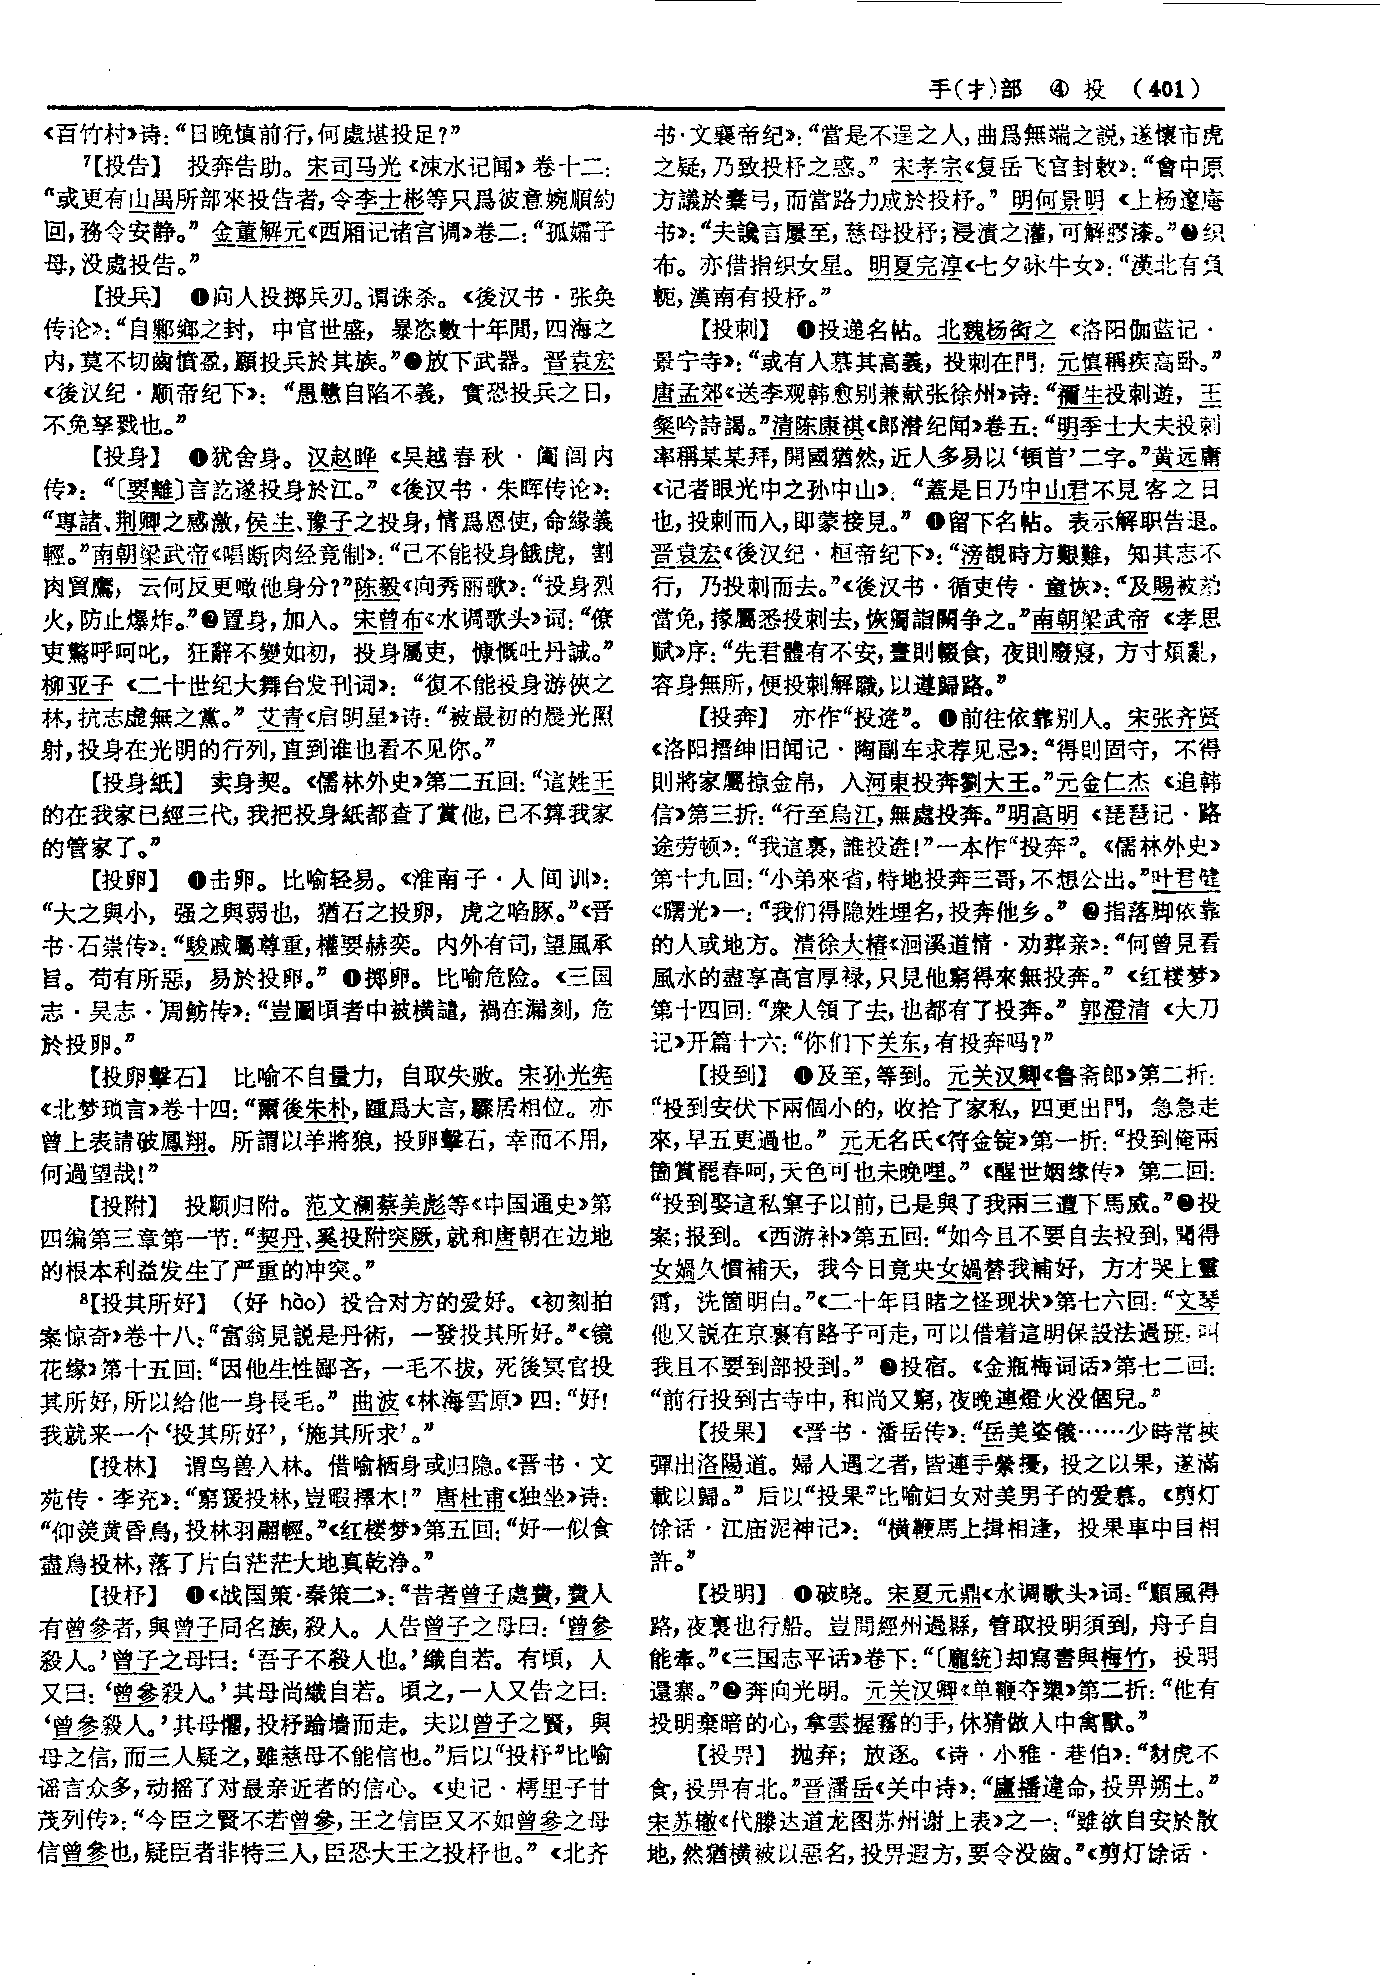 手(扌)部　④ 投　(401)
《百竹村》诗：“日晚慎前行，何處堪投足？”
⁷【投告】　投奔告助。宋司马光《涑水记闻》卷十二：
“或更有山禺所部來投告者，令李士彬等只爲彼意婉順約
回，務令安静。”金董解元《西厢记诸宫调》卷二：“孤孀子
母，没處投告。”
【投兵】　❶向人投掷兵刃。谓诛杀。《後汉书·张奂
传论》：“自鄛鄉之封，中官世盛，暴恣數十年間，四海之
内，莫不切齒憤盈，願投兵於其族。”❷放下武器。晋袁宏
《後汉纪·顺帝纪下》：“愚戇自陷不義，實恐投兵之日，
不免孥戮也。”
【投身】　❶犹舍身。汉赵晔《吴越春秋·阖闾内
传》：“〔要離〕言訖遂投身於江。”《後汉书·朱晖传论》：
“專諸、荆卿之感激，侯生、豫子之投身，情爲恩使，命緣義
輕。”南朝梁武帝《唱断肉经竟制》：“己不能投身餓虎，割
肉貿鷹，云何反更噉他身分？”陈毅《向秀丽歌》：“投身烈
火，防止爆炸。”❷置身，加入。宋曾布《水调歌头》词：“僚
吏驚呼呵叱，狂辭不變如初，投身屬吏，慷慨吐丹誠。”
柳亚子《二十世纪大舞台发刊词》：“復不能投身游俠之
林，抗志虛無之黨。”艾青《启明星》诗：“被最初的晨光照
射，投身在光明的行列，直到谁也看不见你。”
【投身紙】　卖身契。《儒林外史》第二五回：“這姓王
的在我家已經三代，我把投身紙都查了賞他，已不算我家
的管家了。”
【投卵】　❶击卵。比喻轻易。《淮南子·人间训》：
“大之與小，强之與弱也，猶石之投卵，虎之啗豚。”《晋
书·石崇传》：“駿戚屬尊重，權要赫奕。内外有司，望風承
旨。苟有所惡，易於投卵。”❷掷卵。比喻危险。《三国
志·吴志·周鲂传》：“豈圖頃者中被横譴，禍在漏刻，危
於投卵。”
【投卵擊石】　比喻不自量力，自取失败。宋孙光宪
《北梦琐言》卷十四：“爾後朱朴，踵爲大言，驟居相位。亦
曾上表請破鳳翔。所謂以羊將狼，投卵擊石，幸而不用，
何過望哉！”
【投附】　投顺归附。范文澜蔡美彪等《中国通史》第
四编第三章第一节：“契丹、奚投附突厥，就和唐朝在边地
的根本利益发生了严重的冲突。”
⁸【投其所好】　（好 hào）投合对方的爱好。《初刻拍
案惊奇》卷十八：“富翁見説是丹術，一發投其所好。”《镜
花缘》第十五回：“因他生性鄙吝，一毛不拔，死後冥官投
其所好，所以給他一身長毛。”曲波《林海雪原》四：“好！
我就来一个‘投其所好’，‘施其所求’。”
【投林】　谓鸟兽入林。借喻栖身或归隐。《晋书·文
苑传·李充》：“窮猨投林，豈暇擇木！”唐杜甫《独坐》诗：
“仰羨黄昏鳥，投林羽翮輕。”《红楼梦》第五回：“好一似食
盡鳥投林，落了片白茫茫大地真乾净。”
【投杼】　❶《战国策·秦策二》：“昔者曾子處費，費人
有曾參者，與曾子同名族，殺人。人告曾子之母曰：‘曾參
殺人。’曾子之母曰：‘吾子不殺人也。’織自若。有頃，人
又曰：‘曾參殺人。’其母尚織自若。頃之，一人又告之曰：
‘曾參殺人。’其母懼，投杼踰墻而走。夫以曾子之賢，與
母之信，而三人疑之，雖慈母不能信也。”后以“投杼”比喻
谣言众多，动摇了对最亲近者的信心。《史记·樗里子甘
茂列传》：“今臣之賢不若曾參，王之信臣又不如曾參之母
信曾參也，疑臣者非特三人，臣恐大王之投杼也。”《北齐
书·文襄帝纪》：“當是不逞之人，曲爲無端之説，遂懷市虎
之疑，乃致投杼之惑。”宋孝宗《复岳飞官封敕》：“會中原
方議於櫜弓，而當路力成於投杼。”明何景明《上杨邃庵
书》：“夫讒言屢至，慈母投杼；浸漬之灌，可解膠漆。”❷织
布。亦借指织女星。明夏完淳《七夕咏牛女》：“漢北有負
軛，漢南有投杼。”
【投刺】　❶投递名帖。北魏杨衒之《洛阳伽蓝记·
景宁寺》：“或有人慕其高義，投刺在門，元慎稱疾高卧。”
唐孟郊《送李观韩愈别兼献张徐州》诗：“禰生投刺遊，王
粲吟詩謁。”清陈康祺《郎潜纪闻》卷五：“明季士大夫投刺
率稱某某拜，開國猶然，近人多易以‘頓首’二字。”黄远庸
《记者眼光中之孙中山》：“蓋是日乃中山君不見客之日
也，投刺而入，即蒙接見。”❷留下名帖。表示解职告退。
晋袁宏《後汉纪·桓帝纪下》：“滂覩時方艱難，知其志不
行，乃投刺而去。”《後汉书·循吏传·童恢》：“及賜被劾
當免，掾屬悉投刺去，恢獨詣闕争之。”南朝梁武帝《孝思
赋》序：“先君體有不安，晝則輟食，夜則廢寢，方寸煩亂，
容身無所，便投刺解職，以遵歸路。”
【投奔】　亦作“投逩”。❶前往依靠别人。宋张齐贤
《洛阳搢绅旧闻记·陶副车求荐见忌》：“得則固守，不得
則將家屬掠金帛，入河東投奔劉大王。”元金仁杰《追韩
信》第三折：“行至烏江，無處投奔。”明高明《琵琶记·路
途劳顿》：“我這裏，誰投逩！”一本作“投奔”。《儒林外史》
第十九回：“小弟來省，特地投奔三哥，不想公出。”叶君健
《曙光》一：“我们得隐姓埋名，投奔他乡。”❷指落脚依靠
的人或地方。清徐大椿《洄溪道情·劝葬亲》：“何曾見看
風水的盡享高官厚禄，只見他窮得來無投奔。”《红楼梦》
第十四回：“衆人領了去，也都有了投奔。”郭澄清《大刀
记》开篇十六：“你们下关东，有投奔吗？”
【投到】　❶及至，等到。元关汉卿《鲁斋郎》第二折：
“投到安伏下兩個小的，收拾了家私，四更出門，急急走
來，早五更過也。”元无名氏《符金锭》第一折：“投到俺兩
箇賞罷春呵，天色可也未晚哩。”《醒世姻缘传》第二回：
“投到娶這私窠子以前，已是與了我兩三遭下馬威。”❷投
案；报到。《西游补》第五回：“如今且不要自去投到，聞得
女媧久慣補天，我今日竟央女媧替我補好，方才哭上靈
霄，洗箇明白。”《二十年目睹之怪现状》第七六回：“文琴
他又説在京裏有路子可走，可以借着這明保設法過班，叫
我且不要到部投到。”❸投宿。《金瓶梅词话》第七二回：
“前行投到古寺中，和尚又窮，夜晚連燈火没個兒。”
【投果】　《晋书·潘岳传》：“岳美姿儀……少時常挾
彈出洛陽道。婦人遇之者，皆連手縈擾，投之以果，遂滿
載以歸。”后以“投果”比喻妇女对美男子的爱慕。《剪灯
馀话·江庙泥神记》：“横鞭馬上揖相逢，投果車中目相
許。”
【投明】　❶破晓。宋夏元鼎《水调歌头》词：“順風得
路，夜裏也行船。豈問經州過縣，管取投明須到，舟子自
能牽。”《三国志平话》卷下：“〔龐統〕却寫書與梅竹，投明
還寨。”❷奔向光明。元关汉卿《单鞭夺槊》第二折：“他有
投明棄暗的心，拿雲握霧的手，休猜做人中禽獸。”
【投畀】　抛弃；放逐。《诗·小雅·巷伯》：“豺虎不
食，投畀有北。”晋潘岳《关中诗》：“盧播違命，投畀朔土。”
宋苏辙《代滕达道龙图苏州谢上表》之一：“雖欲自安於散
地，然猶横被以惡名，投畀遐方，要令没齒。”《剪灯馀话·